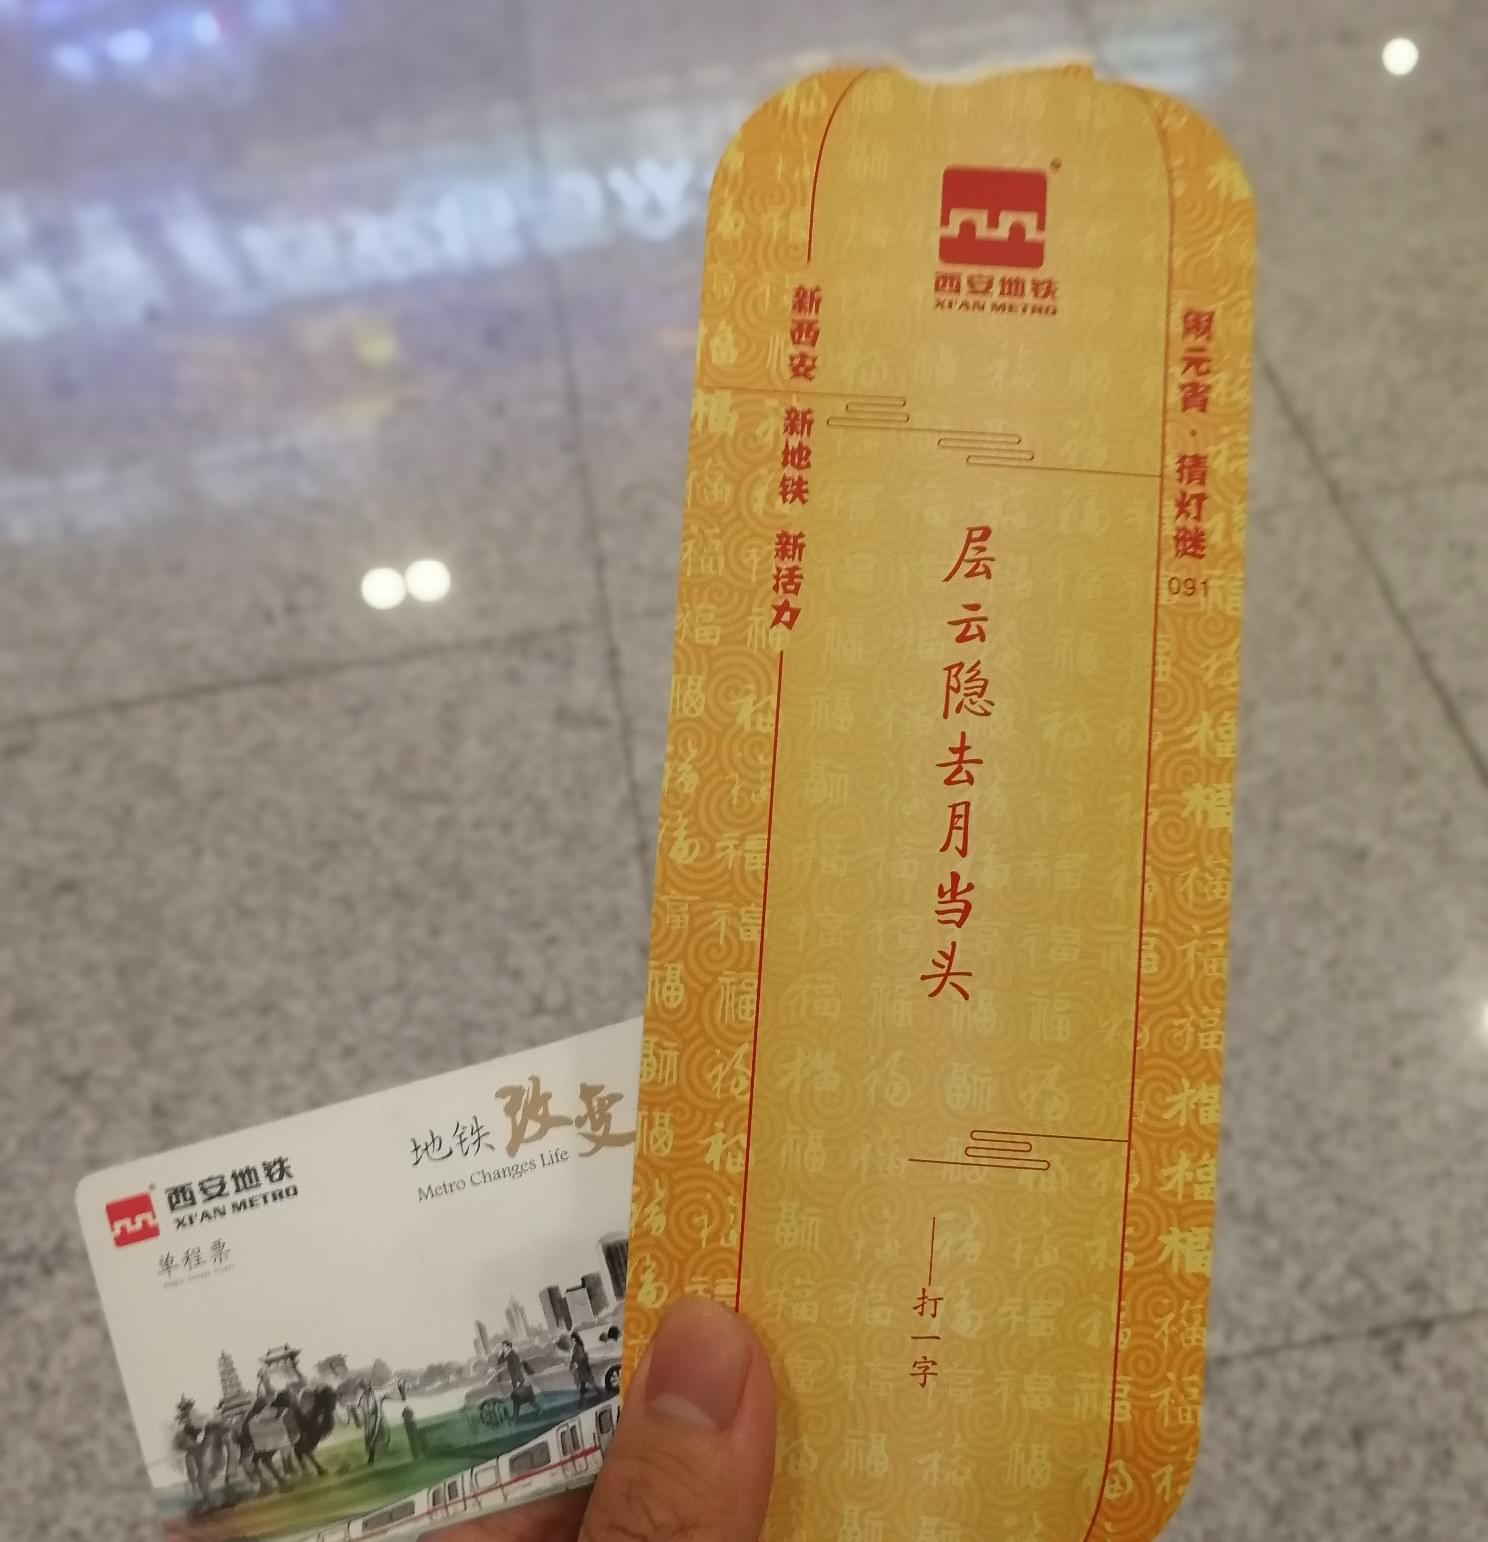 西安地铁
XI'AN METRO
新西安 新地铁 新活力
闹元宵·猜灯谜
091
层云隐去月当头
——打一字
西安地铁
XI'AN METRO
单程票
地铁改变
Metro Changes Life